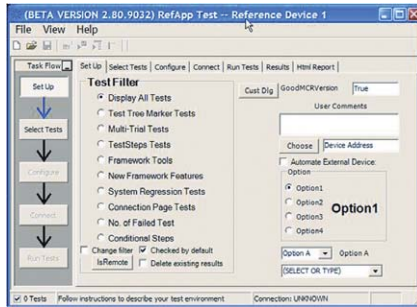 (BETA VERSION 2.80.9032) RefApp Test -- Reference Device 1
File View Help
Task Flow
Set Up
Select Tests
Configure
Connect
Run Tests
Set Up Select Tests Configure Connect Run Tests Results Html Report
Test Filter
Display All Tests
Test Tree Marker Tests
Multi-Trial Tests
TestSteps Tests
Framework Tools
New Framework Features
System Regression Tests
Connection Page Tests
No. of Failed Test
Conditional Steps
Change filter Checked by default
IsRemote Delete existing results
Cust Dlg GoodMCRVersion True
User Comments
Choose Device Address
Automate External Device:
Option
Option1
Option2
Option3
Option4
Option1
Option A Option A
(SELECT OR TYPE)
0 Tests Follow instructions to describe your test environment Connection: UNKNOWN